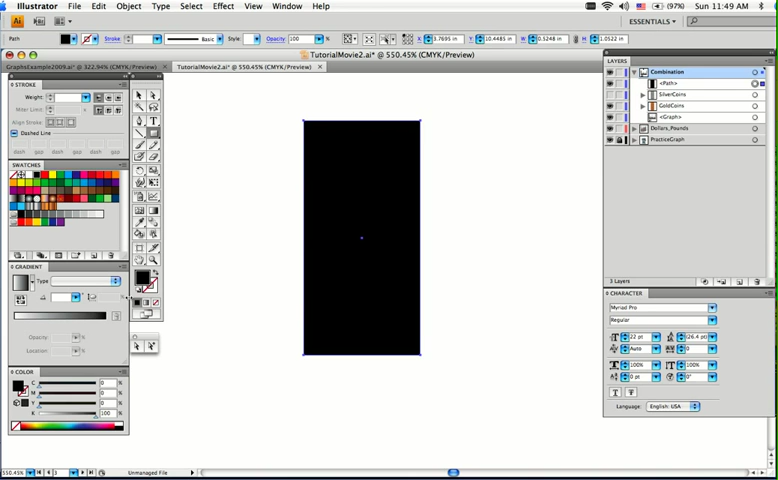 Illustrator File Edit Object Type Select Effect View Window Help (97%) Sun 11:49 AM
Ai Br ESSENTIALS
Path Stroke: Basic Style: Opacity: 100 % X: 3.7695 in Y: 10.4485 in W: 0.5248 in H: 1.0522 in
TutorialMovie2.ai* @ 550.45% (CMYK/Preview)
GraphsExample2009.ai* @ 322.94% (CMYK/Preview) TutorialMovie2.ai* @ 550.45% (CMYK/Preview)
STROKE
Weight:
Miter Limit:
Align Stroke:
Dashed Line
dash gap dash gap dash gap
SWATCHES
GRADIENT
Type
Opacity: %
Location: %
COLOR
C 0 %
M 0 %
Y 0 %
K 100 %
LAYERS
Combination
<Path>
SilverCoins
GoldCoins
<Graph>
Dollars_Pounds
PracticeGraph
3 Layers
CHARACTER
Myriad Pro
Regular
22 pt (26.4 pt)
Auto 0
100% 100%
0 pt 0°
Language: English: USA
550.45% 3 Unmanaged File